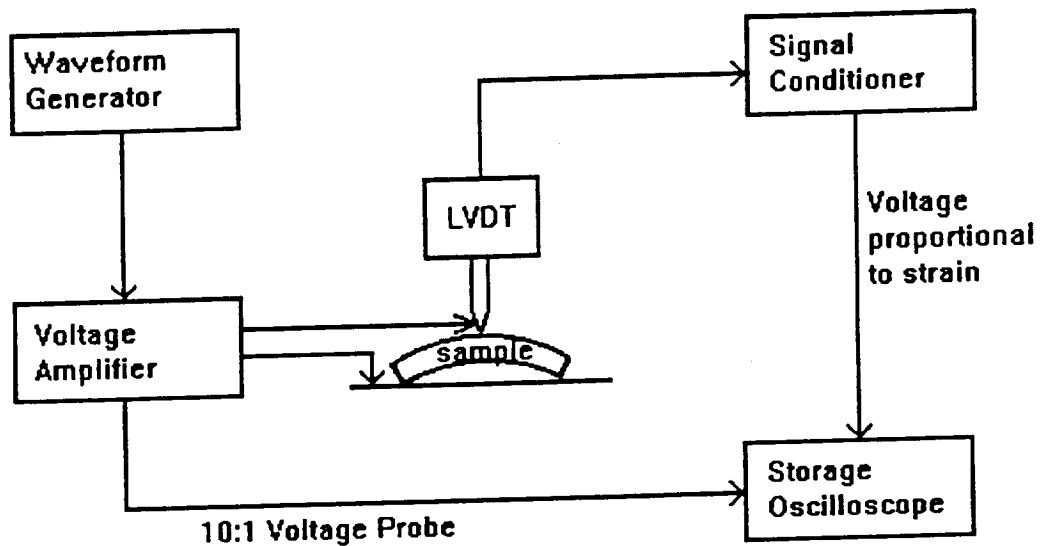 Waveform
Generator
Signal
Conditioner
LVDT
Voltage
proportional
to strain
Voltage
Amplifier
sample
Storage
Oscilloscope
10:1 Voltage Probe